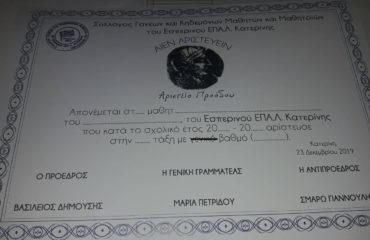 Σύλλογος Γονέων και Κηδεμόνων Μαθητών και Μαθητριών
του Εσπερινού ΕΠΑ.Λ. Κατερίνης
ΑΙΕΝ ΑΡΙΣΤΕΥΕΙΝ
Αριστείο Προόδου
Απονέμεται στ..... μαθητ..........
του .........., του Εσπερινού ΕΠΑ.Λ. Κατερίνης
που κατά το σχολικό έτος 20..... - 20..... αρίστευσε
στην ..... τάξη με γενικό βαθμό (..........).
Κατερίνη,
23 Δεκεμβρίου 2019
Ο ΠΡΟΕΔΡΟΣ Η ΓΕΝΙΚΗ ΓΡΑΜΜΑΤΕΑΣ Η ΑΝΤΙΠΡΟΕΔΡΟΣ
ΒΑΣΙΛΕΙΟΣ ΔΗΜΟΥΣΗΣ ΜΑΡΙΑ ΠΕΤΡΙΔΟΥ ΣΜΑΡΩ ΓΙΑΝΝΟΥΛΗ